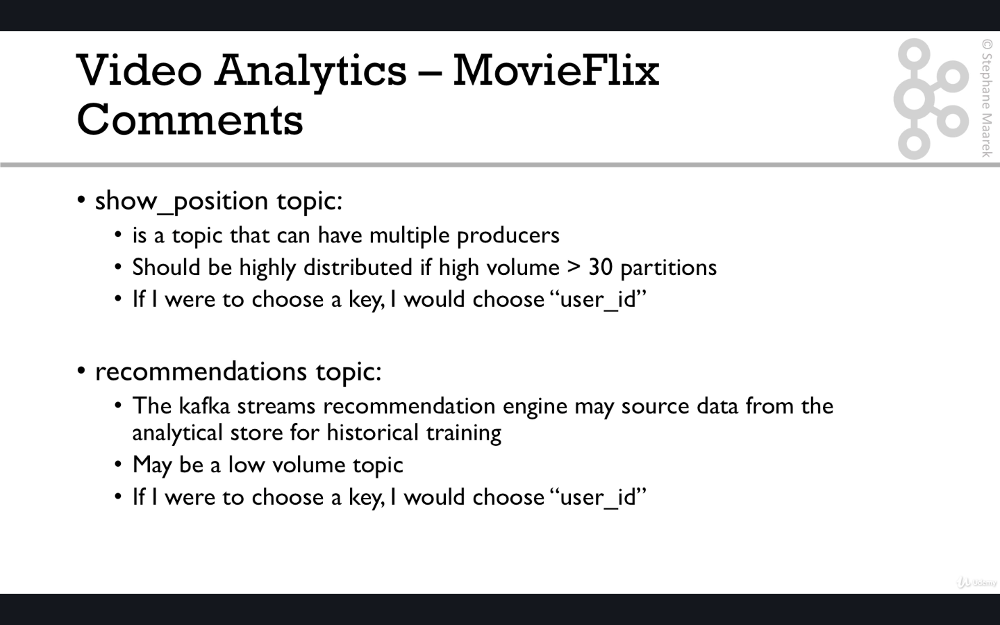 Video Analytics – MovieFlix
Comments
© Stephane Maarek
• show_position topic:
• is a topic that can have multiple producers
• Should be highly distributed if high volume > 30 partitions
• If I were to choose a key, I would choose “user_id”
• recommendations topic:
• The kafka streams recommendation engine may source data from the
analytical store for historical training
• May be a low volume topic
• If I were to choose a key, I would choose “user_id”
Udemy